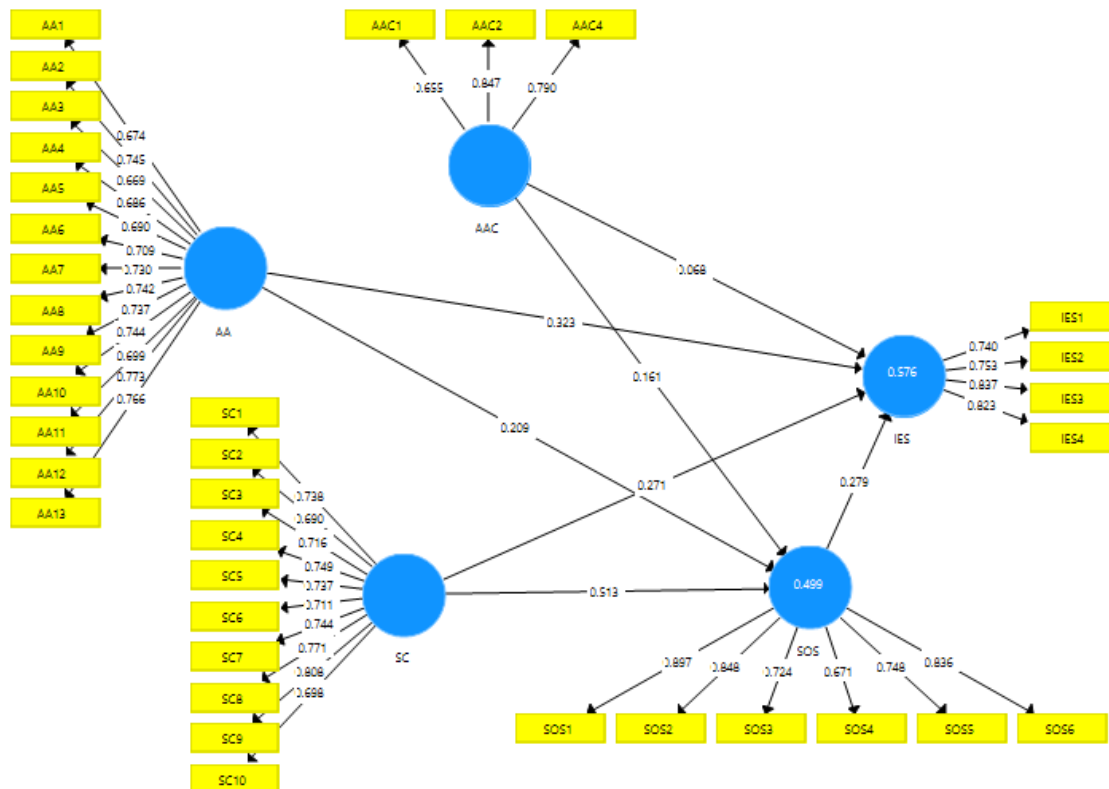 AA1
AA2
AA3
AA4
AA5
AA6
AA7
AA8
AA9
AA10
AA11
AA12
AA13
0.674
0.745
0.669
0.686
0.690
0.709
0.730
0.742
0.737
0.744
0.699
0.773
0.766
AA
AAC1 AAC2 AAC4
0.655 0.847 0.790
AAC
0.068
0.323
0.161
0.209
0.271
0.279
0.513
SC1
SC2
SC3
SC4
SC5
SC6
SC7
SC8
SC9
SC10
0.738
0.690
0.716
0.749
0.737
0.711
0.744
0.771
0.808
0.698
SC
0.576
IES
0.740
0.753
0.837
0.823
IES1
IES2
IES3
IES4
0.499
SOS
0.897 0.848 0.724 0.671 0.748 0.836
SOS1 SOS2 SOS3 SOS4 SOS5 SOS6